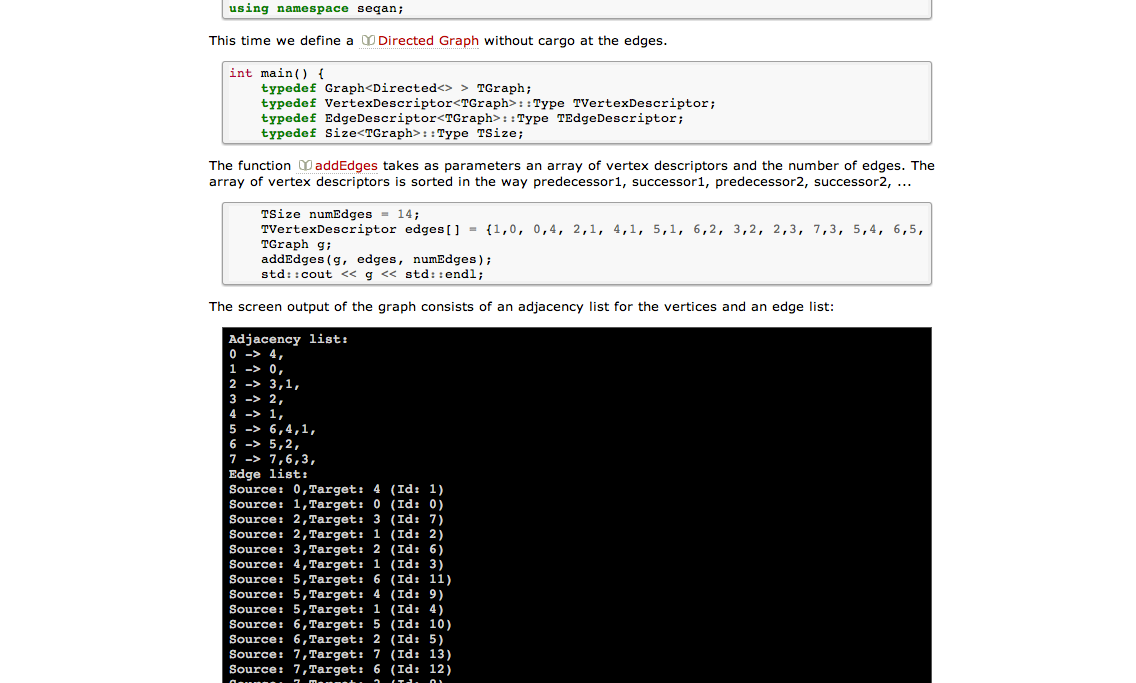 using namespace seqan;
This time we define a Directed Graph without cargo at the edges.
int main() {
    typedef Graph<Directed<> > TGraph;
    typedef VertexDescriptor<TGraph>::Type TVertexDescriptor;
    typedef EdgeDescriptor<TGraph>::Type TEdgeDescriptor;
    typedef Size<TGraph>::Type TSize;
The function addEdges takes as parameters an array of vertex descriptors and the number of edges. The
array of vertex descriptors is sorted in the way predecessor1, successor1, predecessor2, successor2, ...
    TSize numEdges = 14;
    TVertexDescriptor edges[] = {1,0, 0,4, 2,1, 4,1, 5,1, 6,2, 3,2, 2,3, 7,3, 5,4, 6,5,
    TGraph g;
    addEdges(g, edges, numEdges);
    std::cout << g << std::endl;
The screen output of the graph consists of an adjacency list for the vertices and an edge list:
Adjacency list:
0 -> 4,
1 -> 0,
2 -> 3,1,
3 -> 2,
4 -> 1,
5 -> 6,4,1,
6 -> 5,2,
7 -> 7,6,3,
Edge list:
Source: 0,Target: 4 (Id: 1)
Source: 1,Target: 0 (Id: 0)
Source: 2,Target: 3 (Id: 7)
Source: 2,Target: 1 (Id: 2)
Source: 3,Target: 2 (Id: 6)
Source: 4,Target: 1 (Id: 3)
Source: 5,Target: 6 (Id: 11)
Source: 5,Target: 4 (Id: 9)
Source: 5,Target: 1 (Id: 4)
Source: 6,Target: 5 (Id: 10)
Source: 6,Target: 2 (Id: 5)
Source: 7,Target: 7 (Id: 13)
Source: 7,Target: 6 (Id: 12)